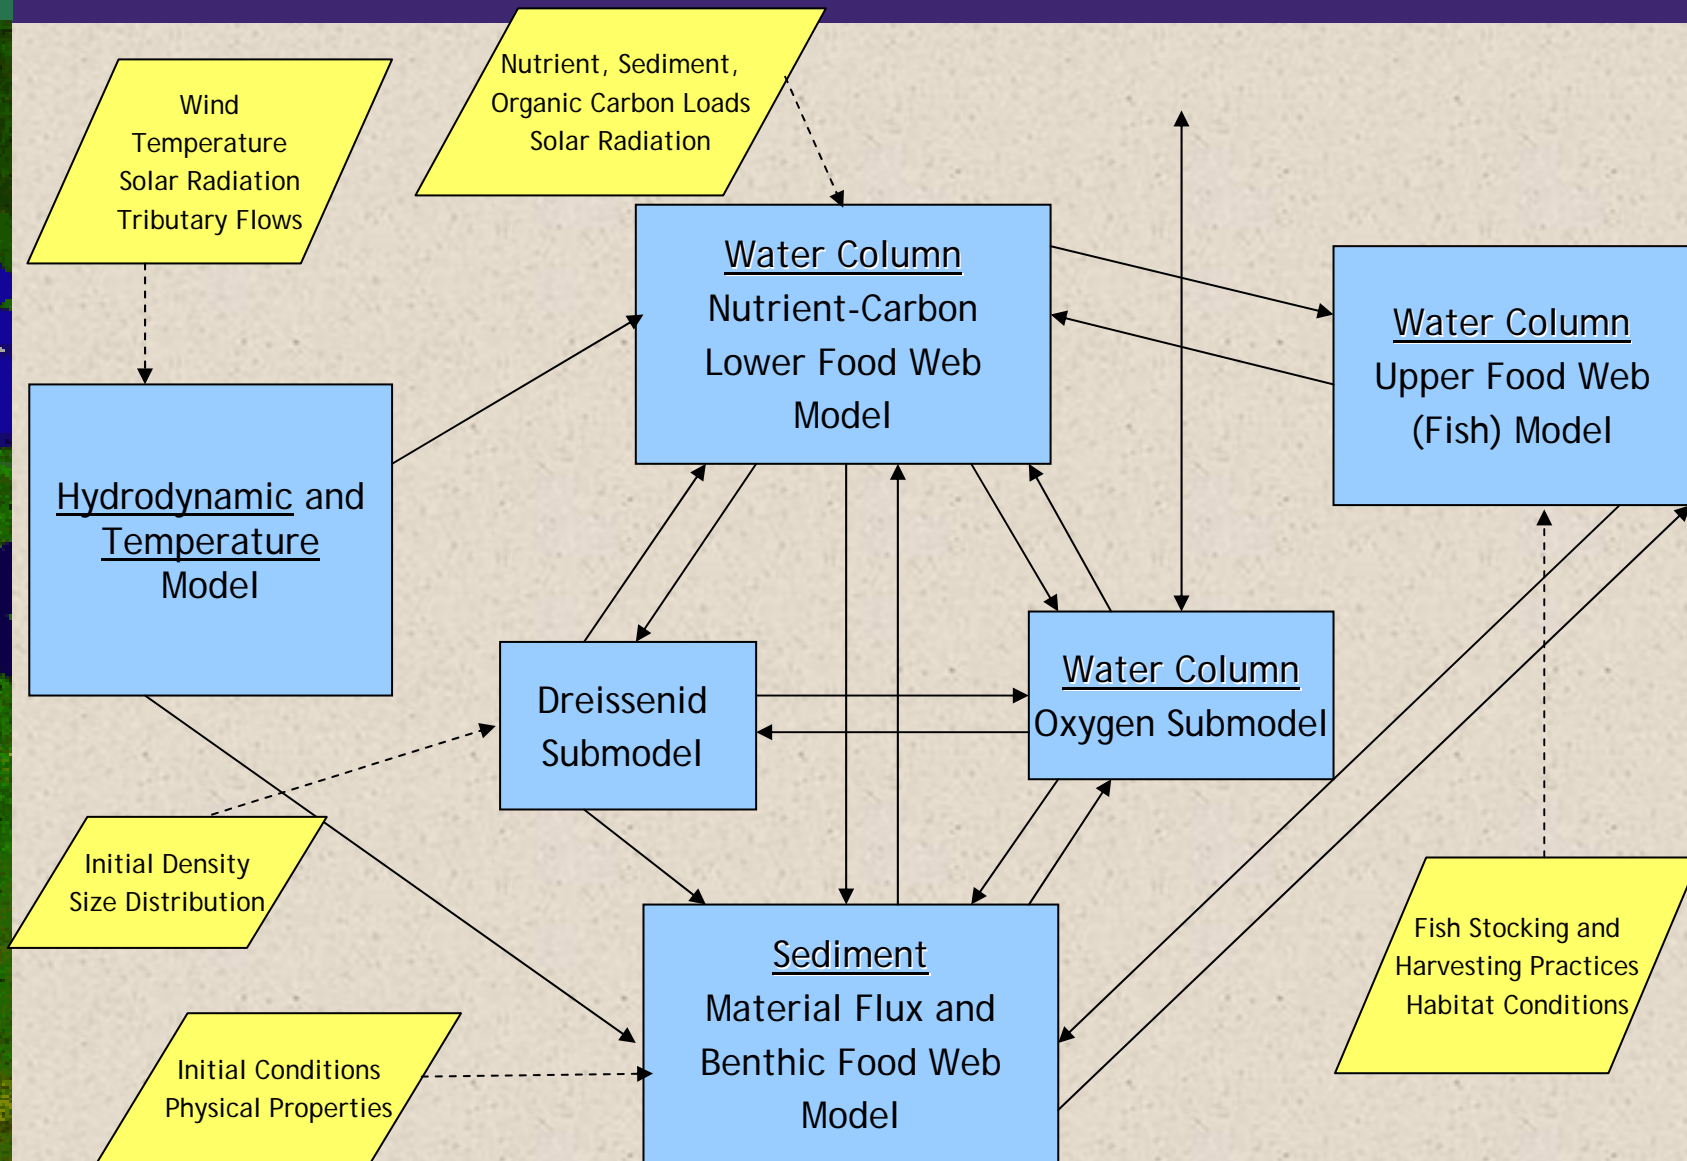 Nutrient, Sediment,
Organic Carbon Loads
Solar Radiation
Wind
Temperature
Solar Radiation
Tributary Flows
Water Column
Nutrient-Carbon
Lower Food Web
Model
Water Column
Upper Food Web
(Fish) Model
Hydrodynamic and
Temperature
Model
Dreissenid
Submodel
Water Column
Oxygen Submodel
Initial Density
Size Distribution
Sediment
Material Flux and
Benthic Food Web
Model
Fish Stocking and
Harvesting Practices
Habitat Conditions
Initial Conditions
Physical Properties